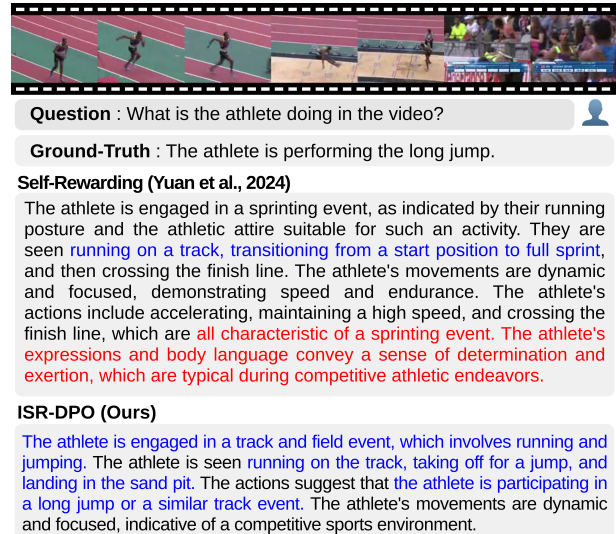 Question : What is the athlete doing in the video?
Ground-Truth : The athlete is performing the long jump.
Self-Rewarding (Yuan et al., 2024)
The athlete is engaged in a sprinting event, as indicated by their running
posture and the athletic attire suitable for such an activity. They are
seen running on a track, transitioning from a start position to full sprint,
and then crossing the finish line. The athlete's movements are dynamic
and focused, demonstrating speed and endurance. The athlete's
actions include accelerating, maintaining a high speed, and crossing the
finish line, which are all characteristic of a sprinting event. The athlete's
expressions and body language convey a sense of determination and
exertion, which are typical during competitive athletic endeavors.
ISR-DPO (Ours)
The athlete is engaged in a track and field event, which involves running and
jumping. The athlete is seen running on the track, taking off for a jump, and
landing in the sand pit. The actions suggest that the athlete is participating in
a long jump or a similar track event. The athlete's movements are dynamic
and focused, indicative of a competitive sports environment.